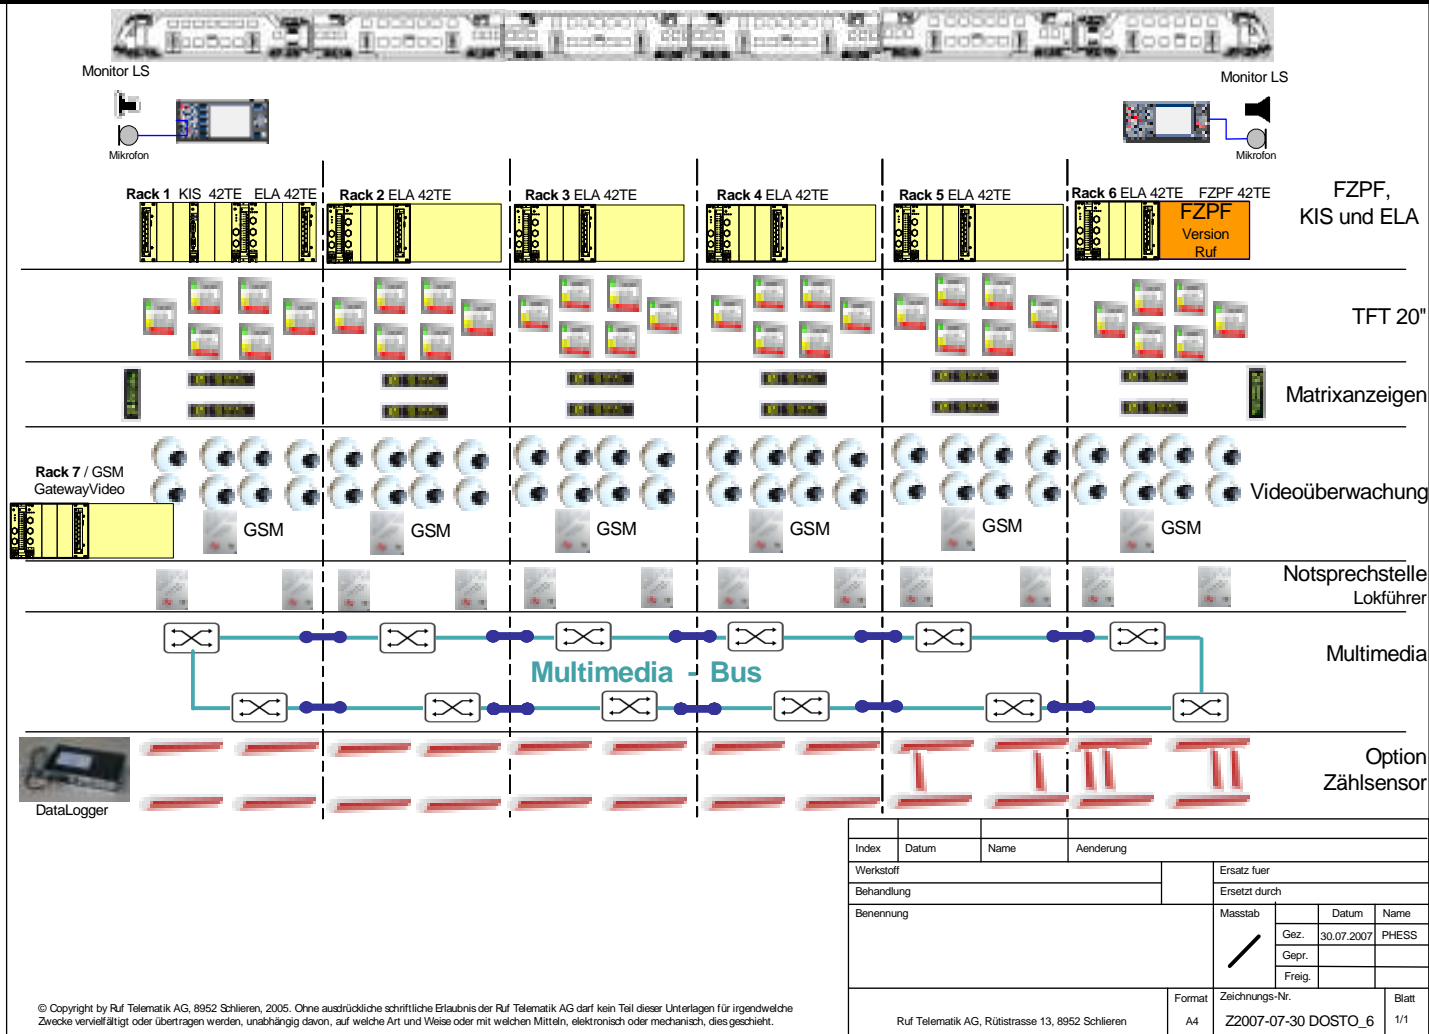 Monitor LS
Monitor LS
Mikrofon
Mikrofon
Rack 1 KIS 42TE ELA 42TE
Rack 2 ELA 42TE
Rack 3 ELA 42TE
Rack 4 ELA 42TE
Rack 5 ELA 42TE
Rack 6 ELA 42TE FZPF 42TE
FZPF,
KIS und ELA
FZPF
Version
Ruf
TFT 20"
Matrixanzeigen
Rack 7 / GSM
GatewayVideo
Videoüberwachung
GSM
GSM
GSM
GSM
GSM
GSM
Notsprechstelle
Lokführer
Multimedia
Multimedia - Bus
Option
Zählsensor
DataLogger
Index Datum Name Aenderung
Werkstoff
Ersatz fuer
Behandlung
Ersetzt durch
Benennung
Masstab
Datum Name
Gez. 30.07.2007 PHESS
Gepr.
Freig.
Ruf Telematik AG, Rütistrasse 13, 8952 Schlieren
Format
A4
Zeichnungs-Nr.
Z2007-07-30 DOSTO_6
Blatt
1/1
© Copyright by Ruf Telematik AG, 8952 Schlieren, 2005. Ohne ausdrückliche schriftliche Erlaubnis der Ruf Telematik AG darf kein Teil dieser Unterlagen für irgendwelche
Zwecke vervielfältigt oder übertragen werden, unabhängig davon, auf welche Art und Weise oder mit welchen Mitteln, elektronisch oder mechanisch, dies geschieht.